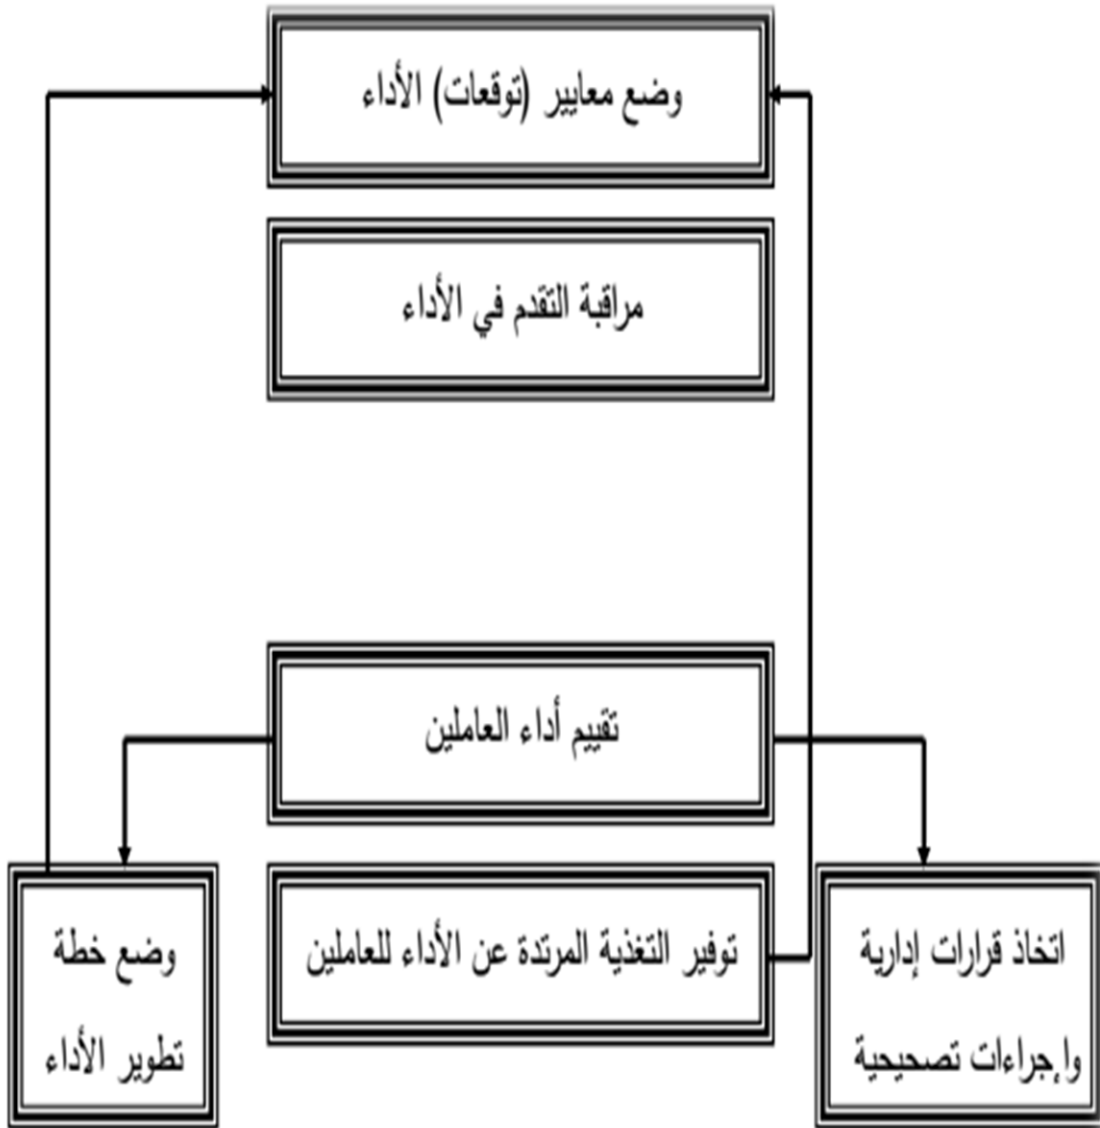 وضع معايير (توقعات) الأداء
مراقبة التقدم في الأداء
تقييم أداء العاملين
اتخاذ قرارات إدارية
وإجراءات تصحيحية
توفير التغذية المرتدة عن الأداء للعاملين
وضع خطة
تطوير الأداء